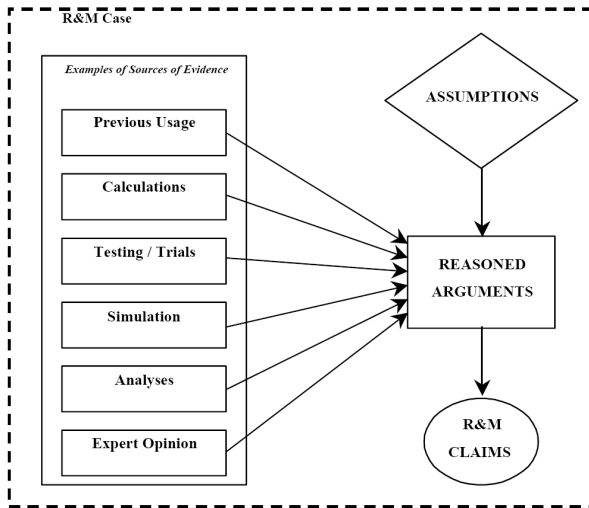 R&M Case
Examples of Sources of Evidence
Previous Usage
Calculations
Testing / Trials
Simulation
Analyses
Expert Opinion
ASSUMPTIONS
REASONED
ARGUMENTS
R&M
CLAIMS